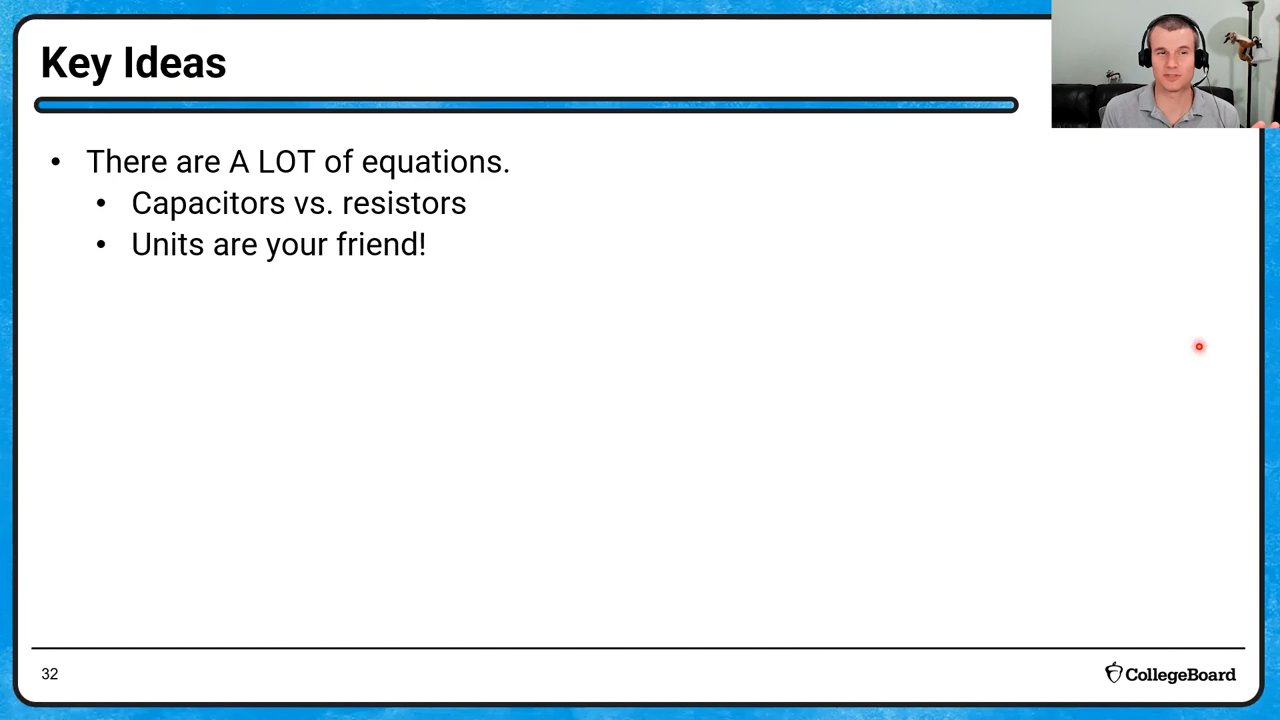 Key Ideas
• There are A LOT of equations.
• Capacitors vs. resistors
• Units are your friend!
32
CollegeBoard